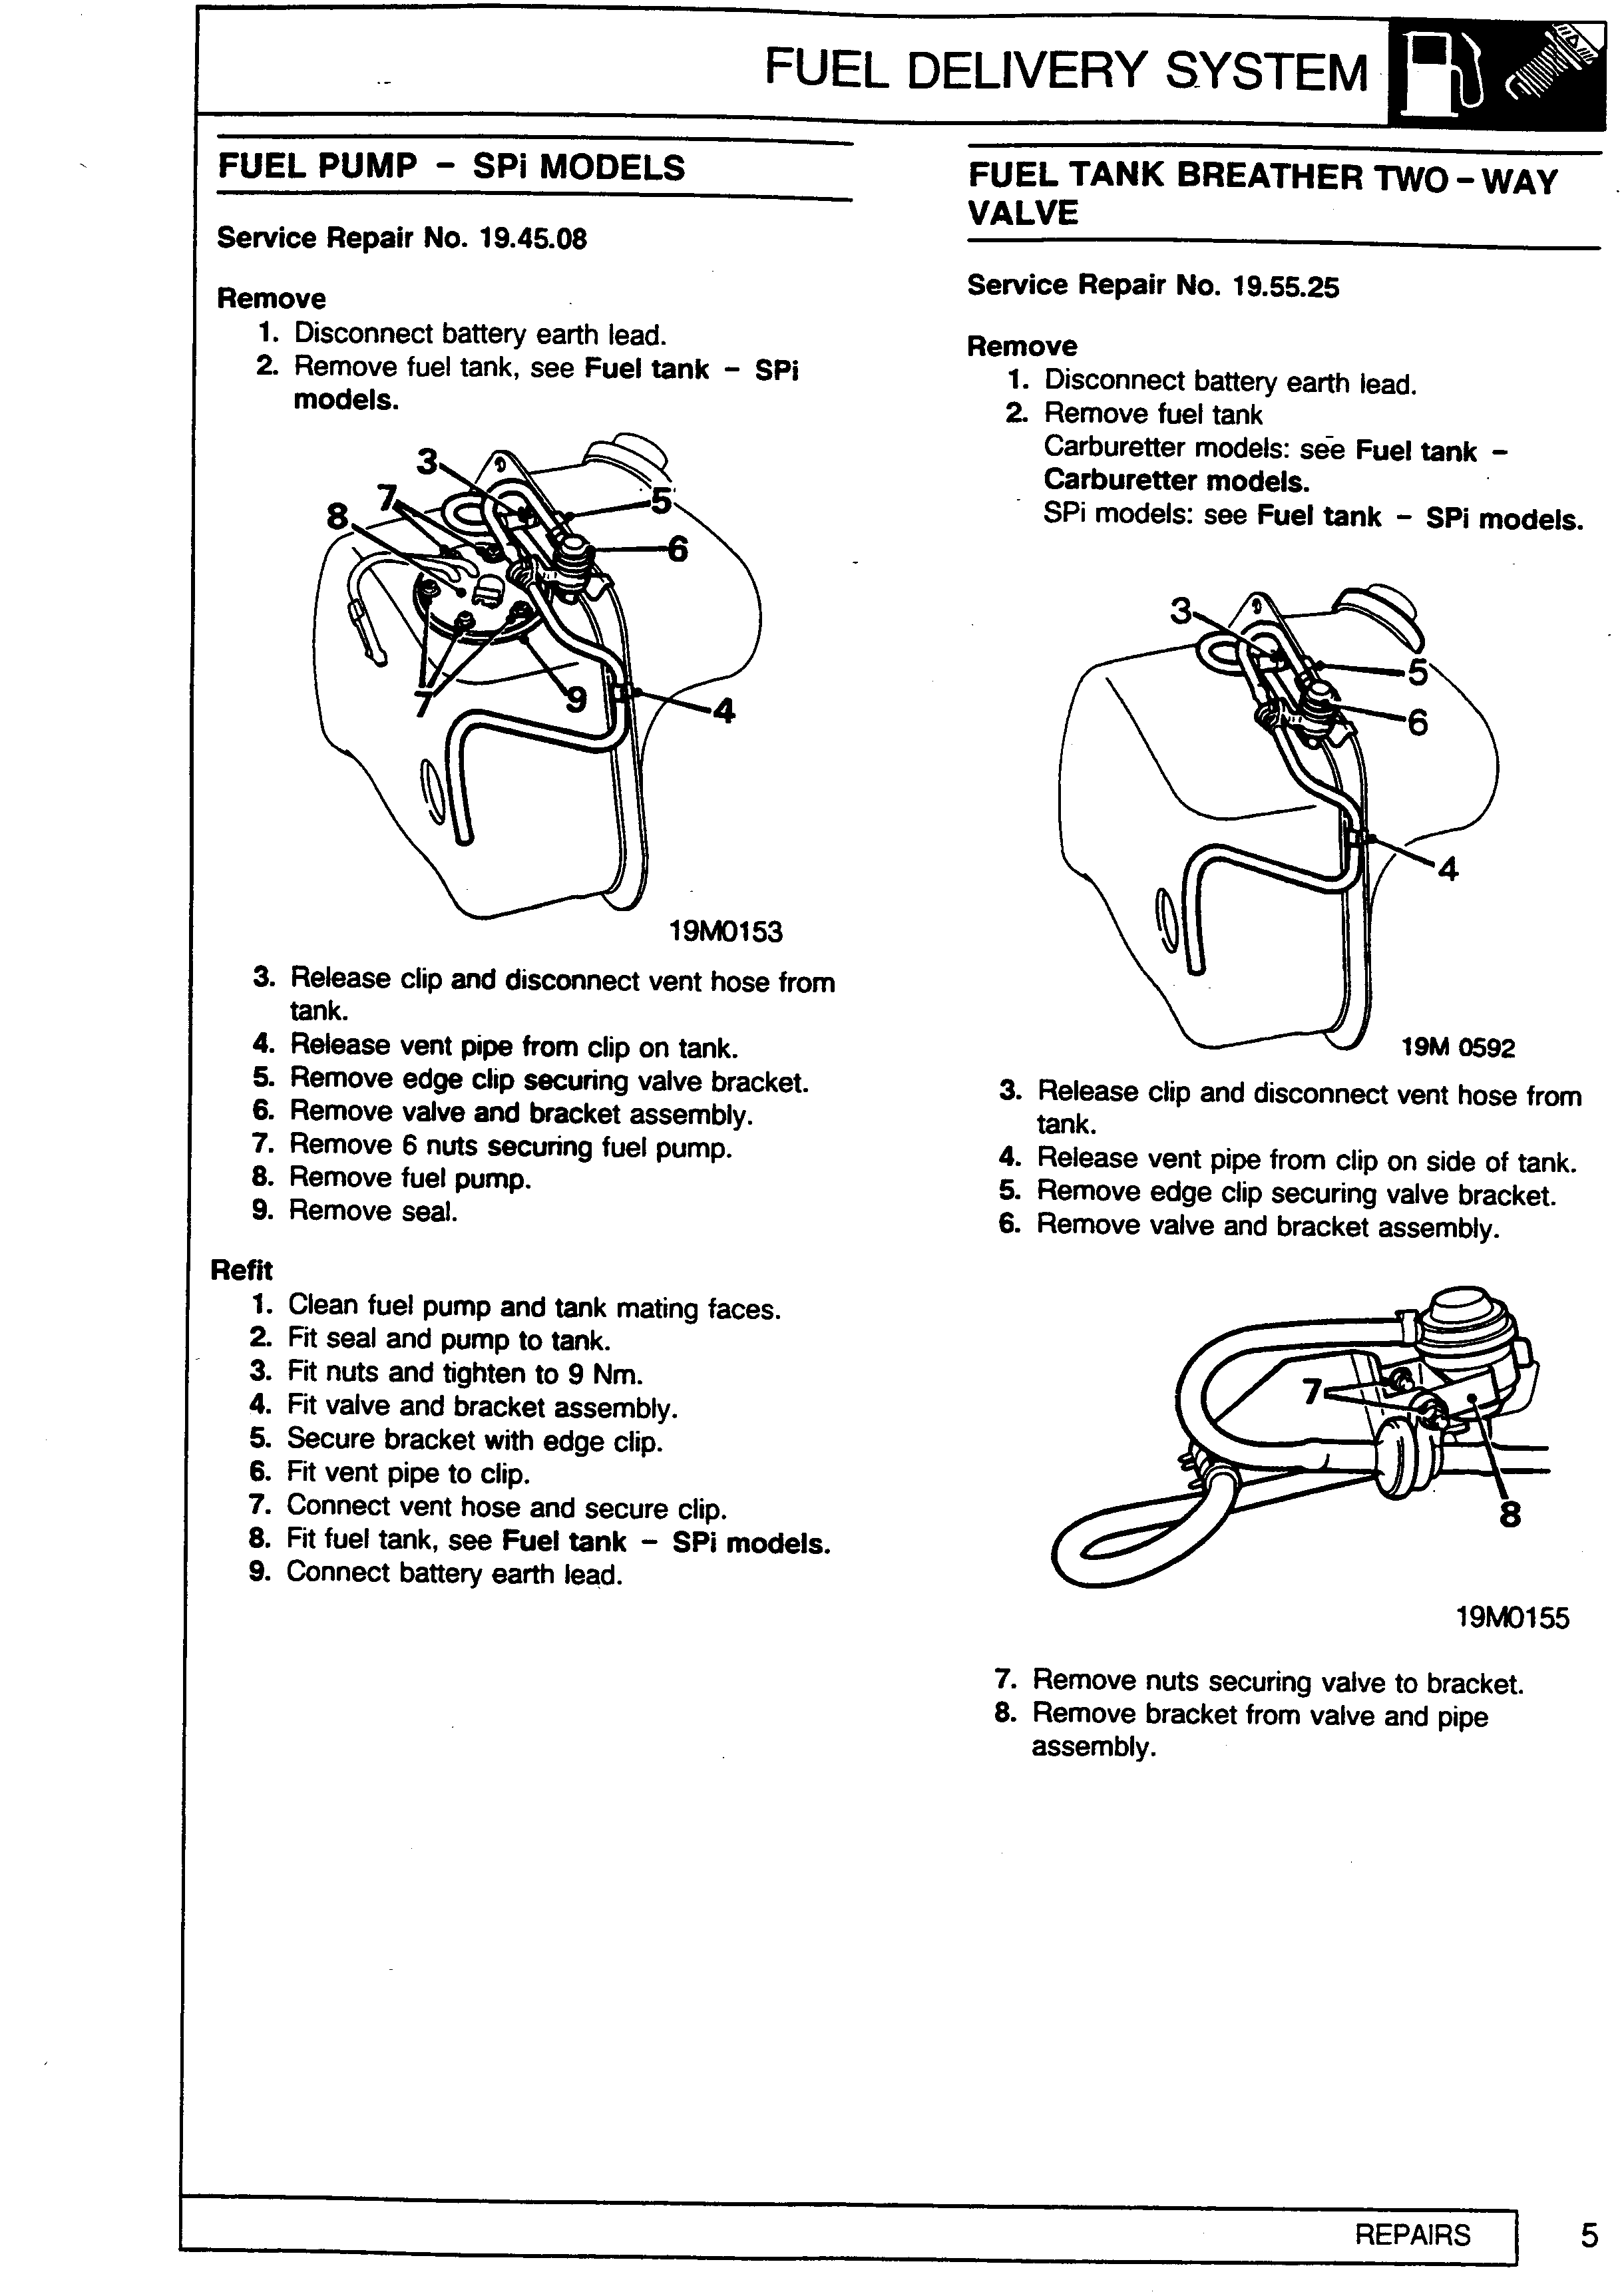 FUEL DELIVERY SYSTEM
FUEL PUMP - SPi MODELS
Service Repair No. 19.45.08
Remove
1. Disconnect battery earth lead.
2. Remove fuel tank, see Fuel tank - SPi
models.
3
7
8
5
6
7
9
4
19M0153
3. Release clip and disconnect vent hose from
tank.
4. Release vent pipe from clip on tank.
5. Remove edge clip securing valve bracket.
6. Remove valve and bracket assembly.
7. Remove 6 nuts securing fuel pump.
8. Remove fuel pump.
9. Remove seal.
Refit
1. Clean fuel pump and tank mating faces.
2. Fit seal and pump to tank.
3. Fit nuts and tighten to 9 Nm.
4. Fit valve and bracket assembly.
5. Secure bracket with edge clip.
6. Fit vent pipe to clip.
7. Connect vent hose and secure clip.
8. Fit fuel tank, see Fuel tank - SPi models.
9. Connect battery earth lead.
FUEL TANK BREATHER TWO-WAY
VALVE
Service Repair No. 19.55.25
Remove
1. Disconnect battery earth lead.
2. Remove fuel tank
Carburetter models: see Fuel tank -
Carburetter models.
SPi models: see Fuel tank - SPi models.
3
5
6
4
19M 0592
3. Release clip and disconnect vent hose from
tank.
4. Release vent pipe from clip on side of tank.
5. Remove edge clip securing valve bracket.
6. Remove valve and bracket assembly.
7
8
19M0155
7. Remove nuts securing valve to bracket.
8. Remove bracket from valve and pipe
assembly.
REPAIRS
5